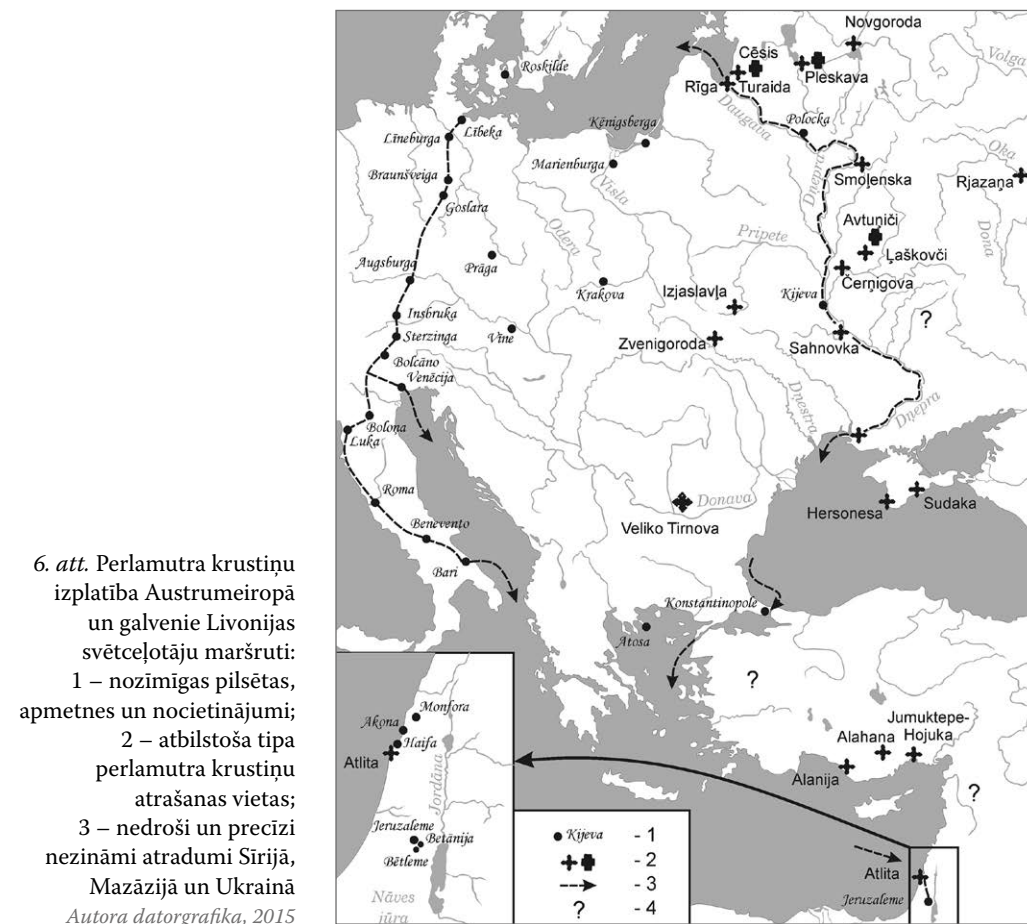 6. att. Perlamutra krustiņu
izplatība Austrumeiropā
un galvenie Livonijas
svētceļotāju maršruti:
1 – nozīmīgas pilsētas,
apmetnes un nocietinājumi;
2 – atbilstoša tipa
perlamutra krustiņu
atrašanas vietas;
3 – nedroši un precīzi
nezināmi atradumi Sīrijā,
Mazāzijā un Ukrainā
Autora datorgrafika, 2015
Novgoroda
Volga
Cēsis
Roskilde
Pleskava
Rīga
Turaida
Daugava
Kēnigsberga
Polocka
Lībeka
Līneburga
Oka
Marienburga
Smoļenska
Dņepra
Braunšveiga
Visla
Rjazaņa
Goslara
Avtuniči
Odera
Pripete
Dona
Ļaškovči
Prāga
Augsburga
Čerņigova
Krakova
Izjaslavļa
Kijeva
Insbruka
?
Sterzinga
Vīne
Zvenigoroda
Sahnovka
Bolcāno
Venēcija
Dņestra
Dņepra
Boloņa
Luka
Roma
Donava
Sudaka
Hersonesa
Veliko Tirnova
Benevento
Bari
Konstantinopole
Atosa
?
Monfora
Akona
Haifa
Atlita
Jordāna
Jumuktepe-
Hojuka
Alahana
Alanija
?
Jeruzaleme
Betānija
Bētleme
Nāves
jūra
Kijeva - 1
- 2
- 3
? - 4
Atlita
Jeruzaleme